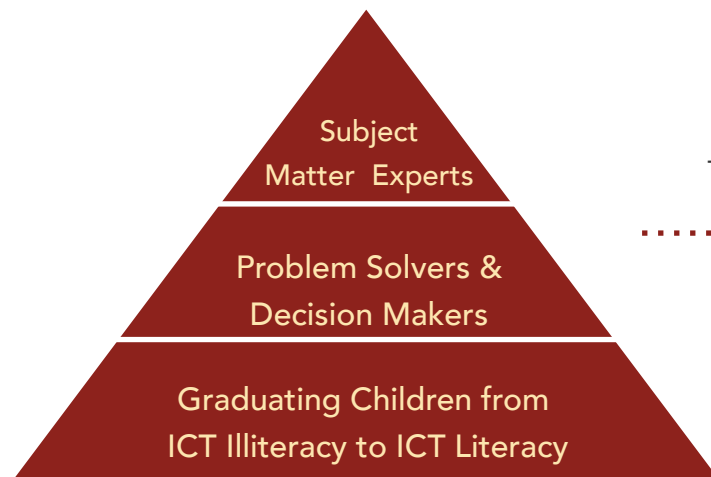 Subject
Matter Experts
Problem Solvers &
Decision Makers
Graduating Children from
ICT Illiteracy to ICT Literacy